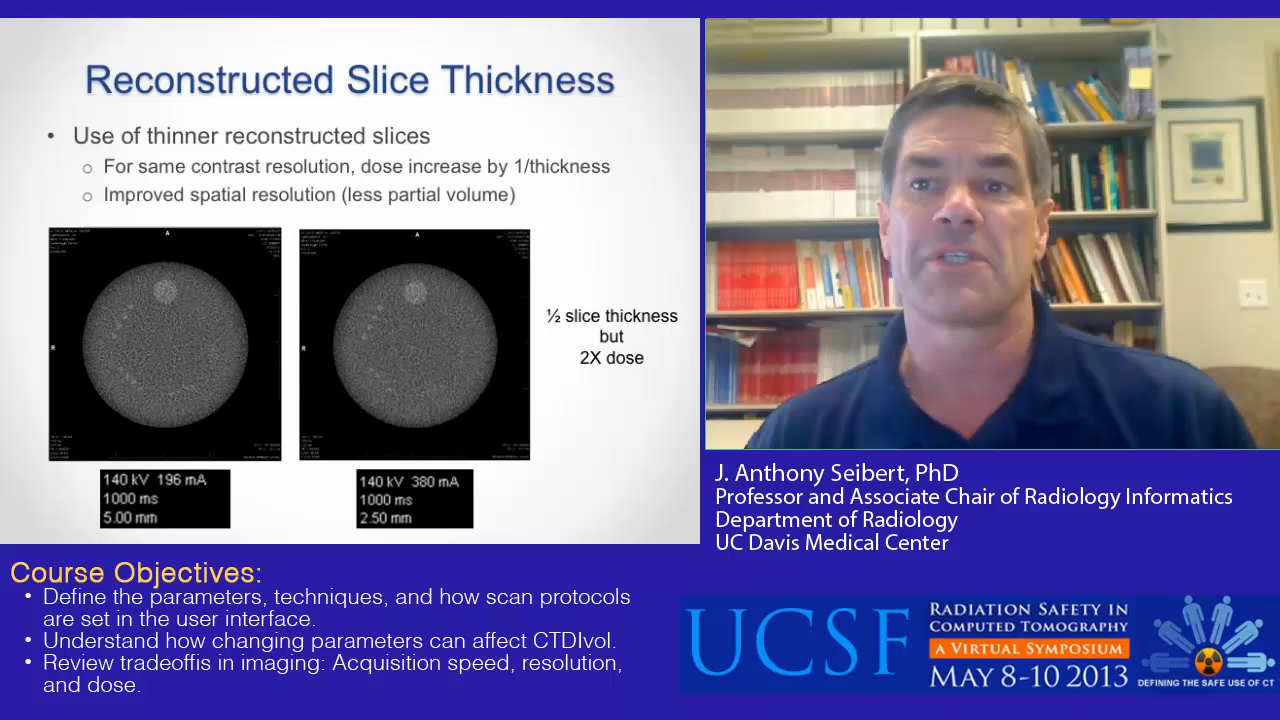 Reconstructed Slice Thickness
• Use of thinner reconstructed slices
o For same contrast resolution, dose increase by 1/thickness
o Improved spatial resolution (less partial volume)
A
A
R
R
½ slice thickness
but
2X dose
140 kV 196 mA
1000 ms
5.00 mm
140 kV 380 mA
1000 ms
2.50 mm
J. Anthony Seibert, PhD
Professor and Associate Chair of Radiology Informatics
Department of Radiology
UC Davis Medical Center
Course Objectives:
• Define the parameters, techniques, and how scan protocols
are set in the user interface.
• Understand how changing parameters can affect CTDIvol.
• Review tradeoffis in imaging: Acquisition speed, resolution,
and dose.
UCSF
RADIATION SAFETY IN
COMPUTED TOMOGRAPHY
A VIRTUAL SYMPOSIUM
MAY 8-10 2013
DEFINING THE SAFE USE OF CT